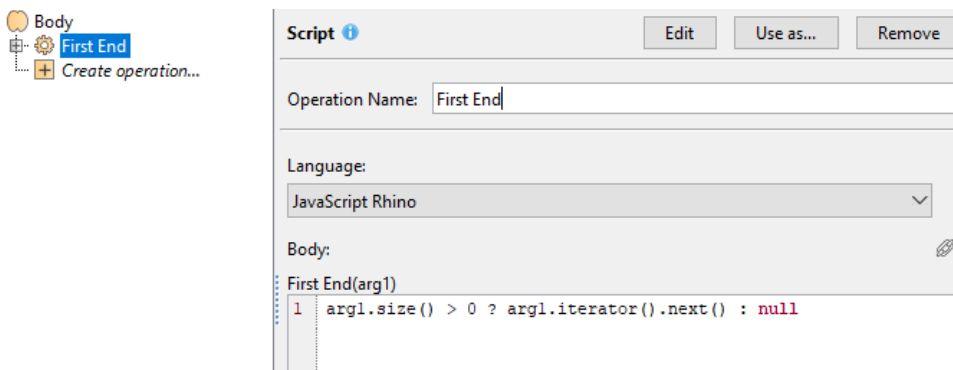 Body
First End
Create operation...
Script
Edit
Use as...
Remove
Operation Name: First End
Language:
JavaScript Rhino
Body:
First End(arg1)
1 arg1.size() > 0 ? arg1.iterator().next() : null